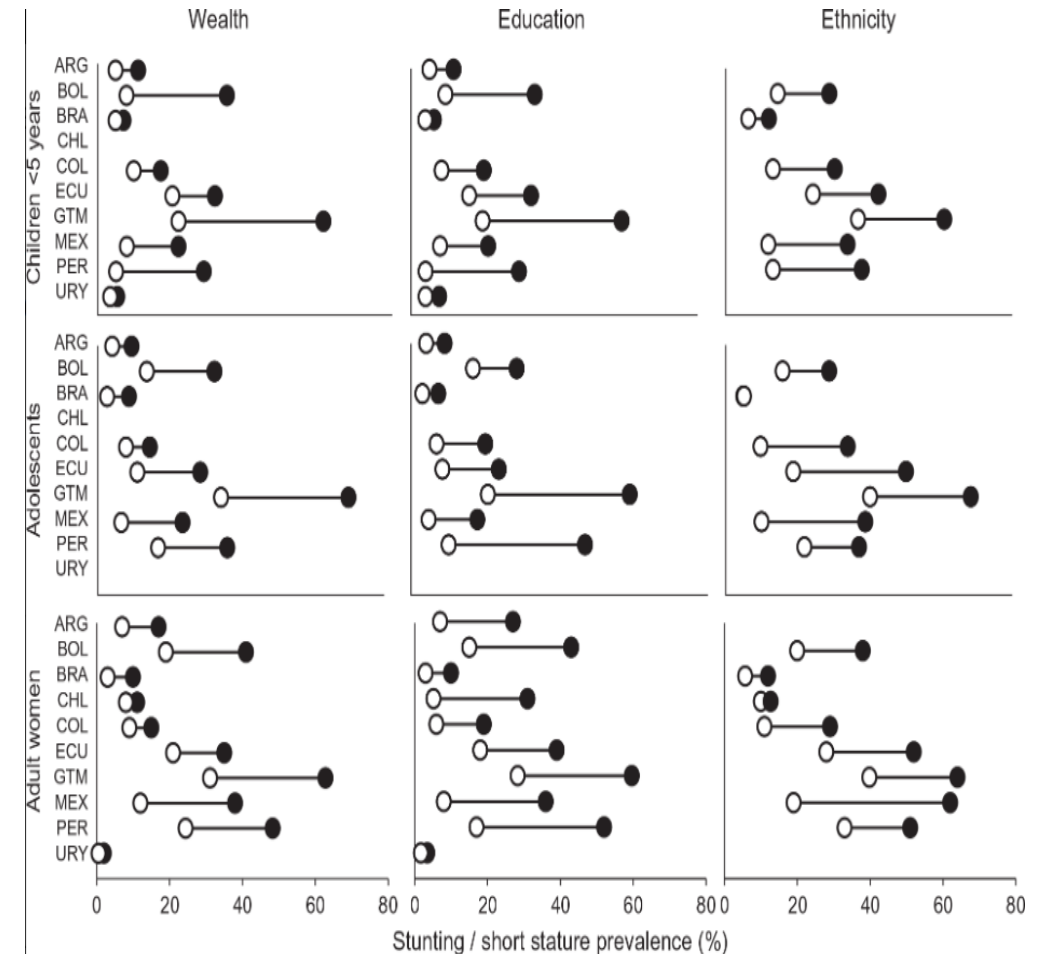 Wealth Education Ethnicity
Children <5 years
ARG
BOL
BRA
CHL
COL
ECU
GTM
MEX
PER
URY
Adolescents
ARG
BOL
BRA
CHL
COL
ECU
GTM
MEX
PER
URY
Adult women
ARG
BOL
BRA
CHL
COL
ECU
GTM
MEX
PER
URY
0 20 40 60 80 0 20 40 60 80 0 20 40 60 80
Stunting / short stature prevalence (%)